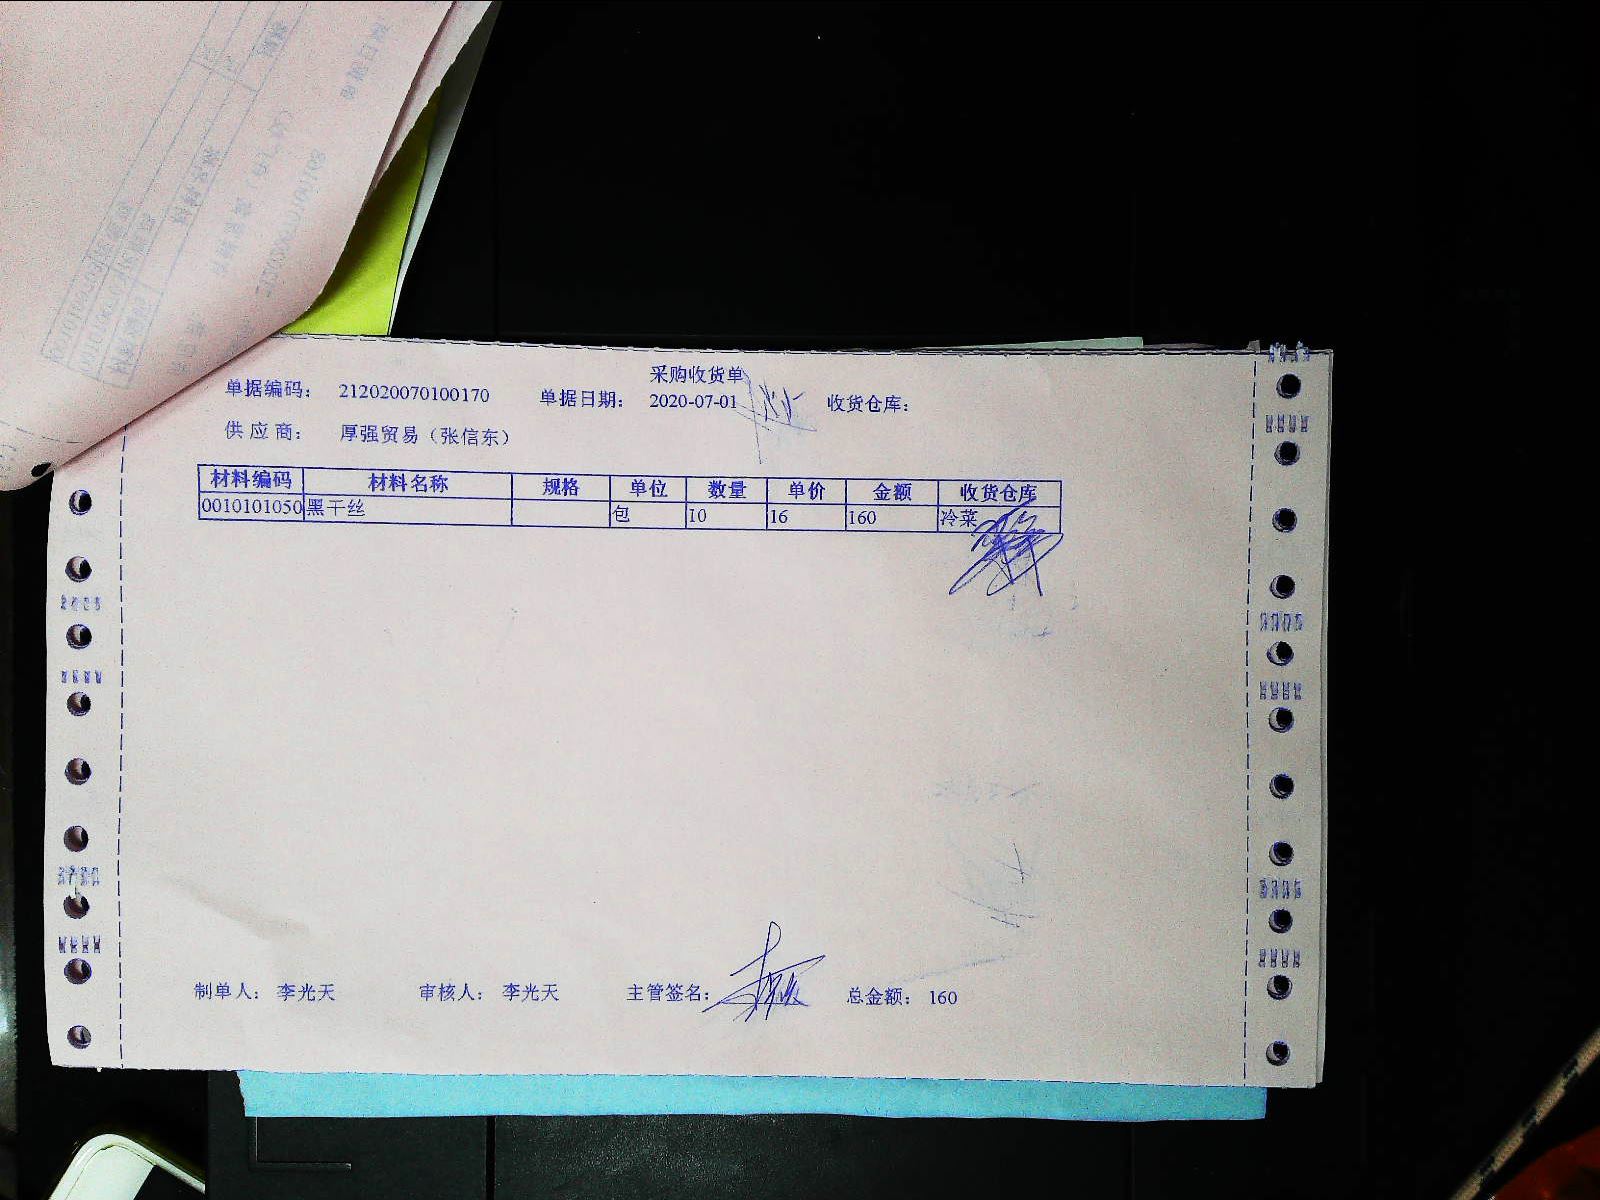 采购收货单
单据编码： 212020070100170 单据日期： 2020-07-01 收货仓库：
供 应 商： 厚强贸易（张信东）
材料编码 材料名称 规格 单位 数量 单价 金额 收货仓库
0010101050 黑干丝 包 10 16 160 冷菜
制单人： 李光天 审核人： 李光天 主管签名： 总金额： 160